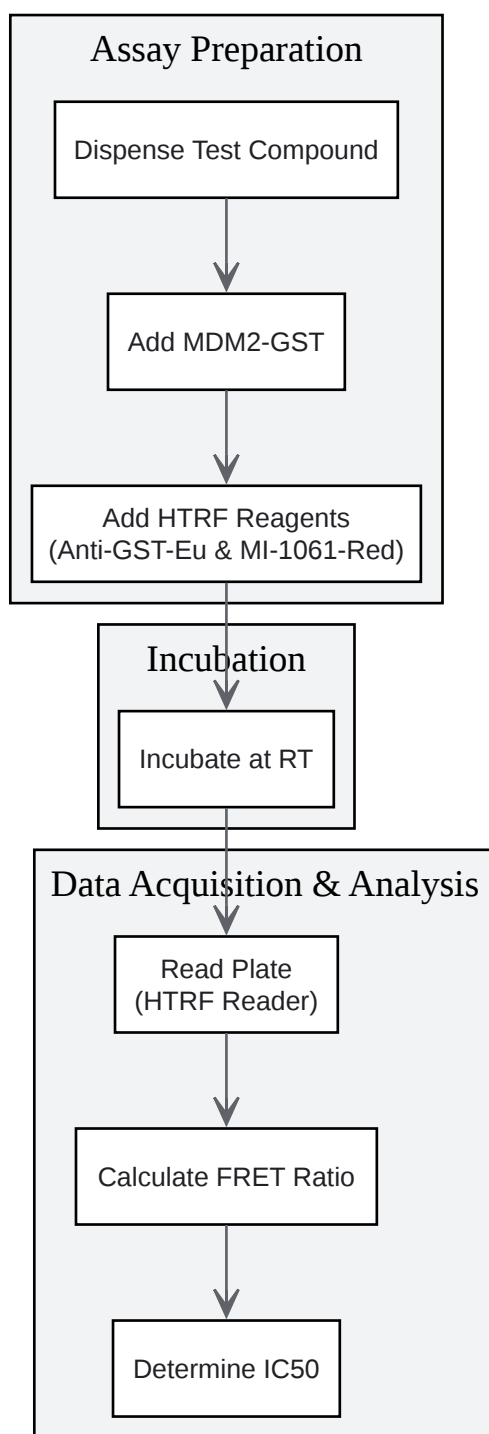 Assay Preparation
Dispense Test Compound
Add MDM2-GST
Add HTRF Reagents
(Anti-GST-Eu & MI-1061-Red)
Incubation
Incubate at RT
Data Acquisition & Analysis
Read Plate
(HTRF Reader)
Calculate FRET Ratio
Determine IC50